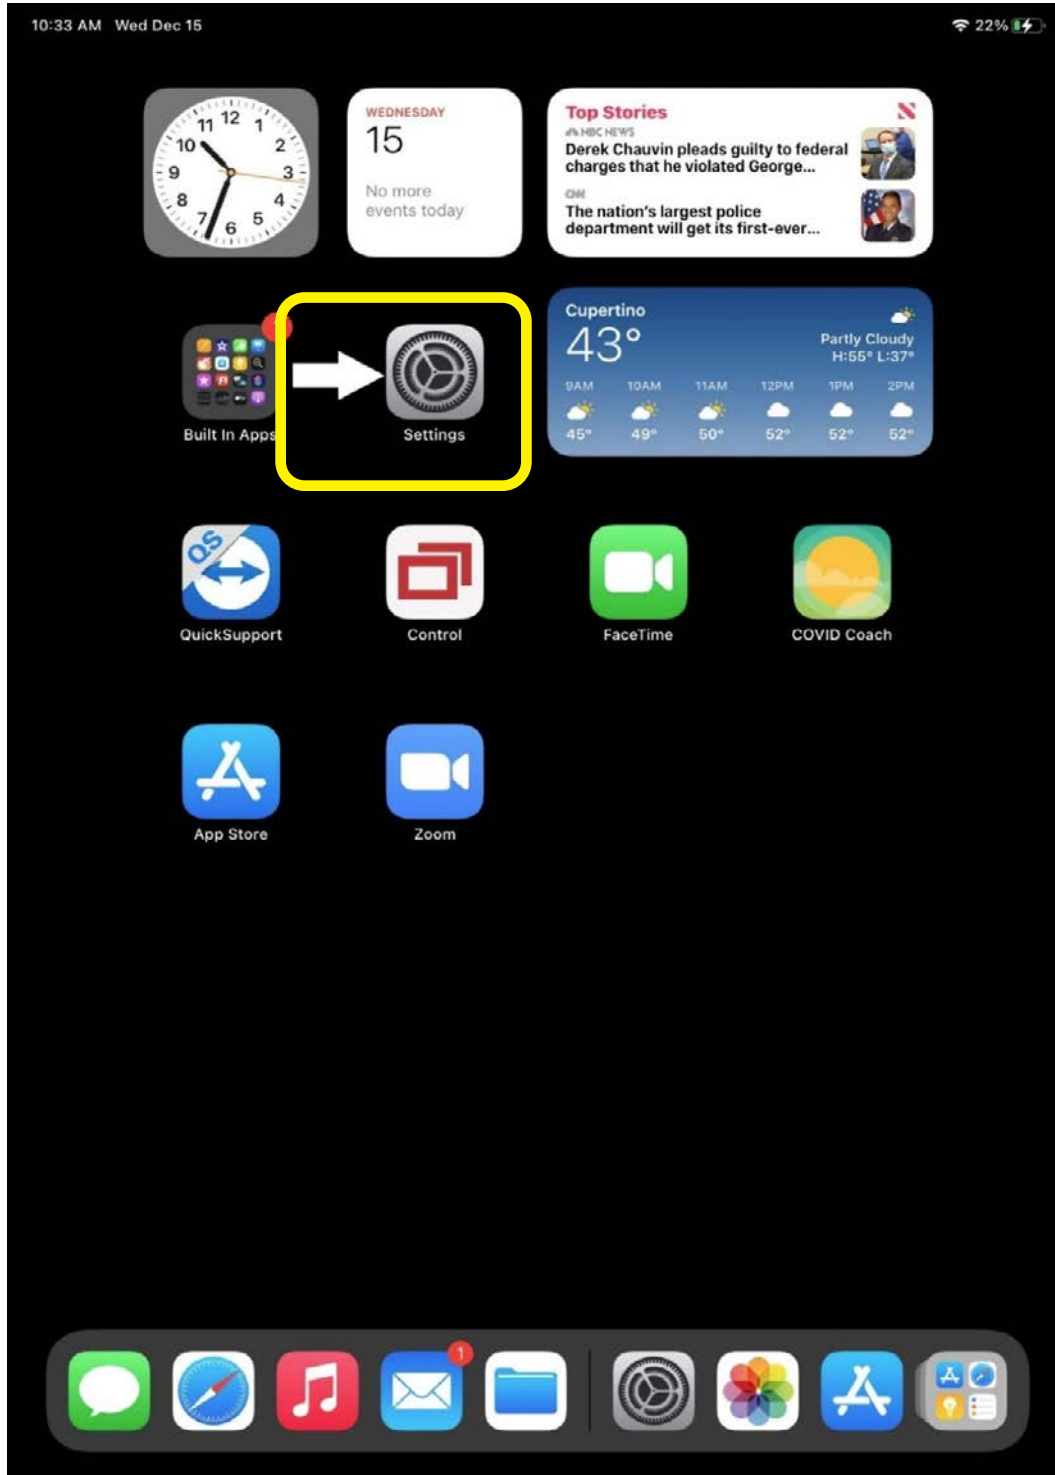 10:33 AM Wed Dec 15
22%
12
11 1
10 2
9 3
8 4
7 5
6
WEDNESDAY
15
No more
events today
Top Stories
NBC NEWS
Derek Chauvin pleads guilty to federal
charges that he violated George...
CNN
The nation's largest police
department will get its first-ever...
Built In Apps
Settings
Cupertino
43°
Partly Cloudy
H:55° L:37°
9AM 10AM 11AM 12PM 1PM 2PM
45° 49° 50° 52° 52° 52°
QS
QuickSupport
Control
FaceTime
COVID Coach
App Store
Zoom
1